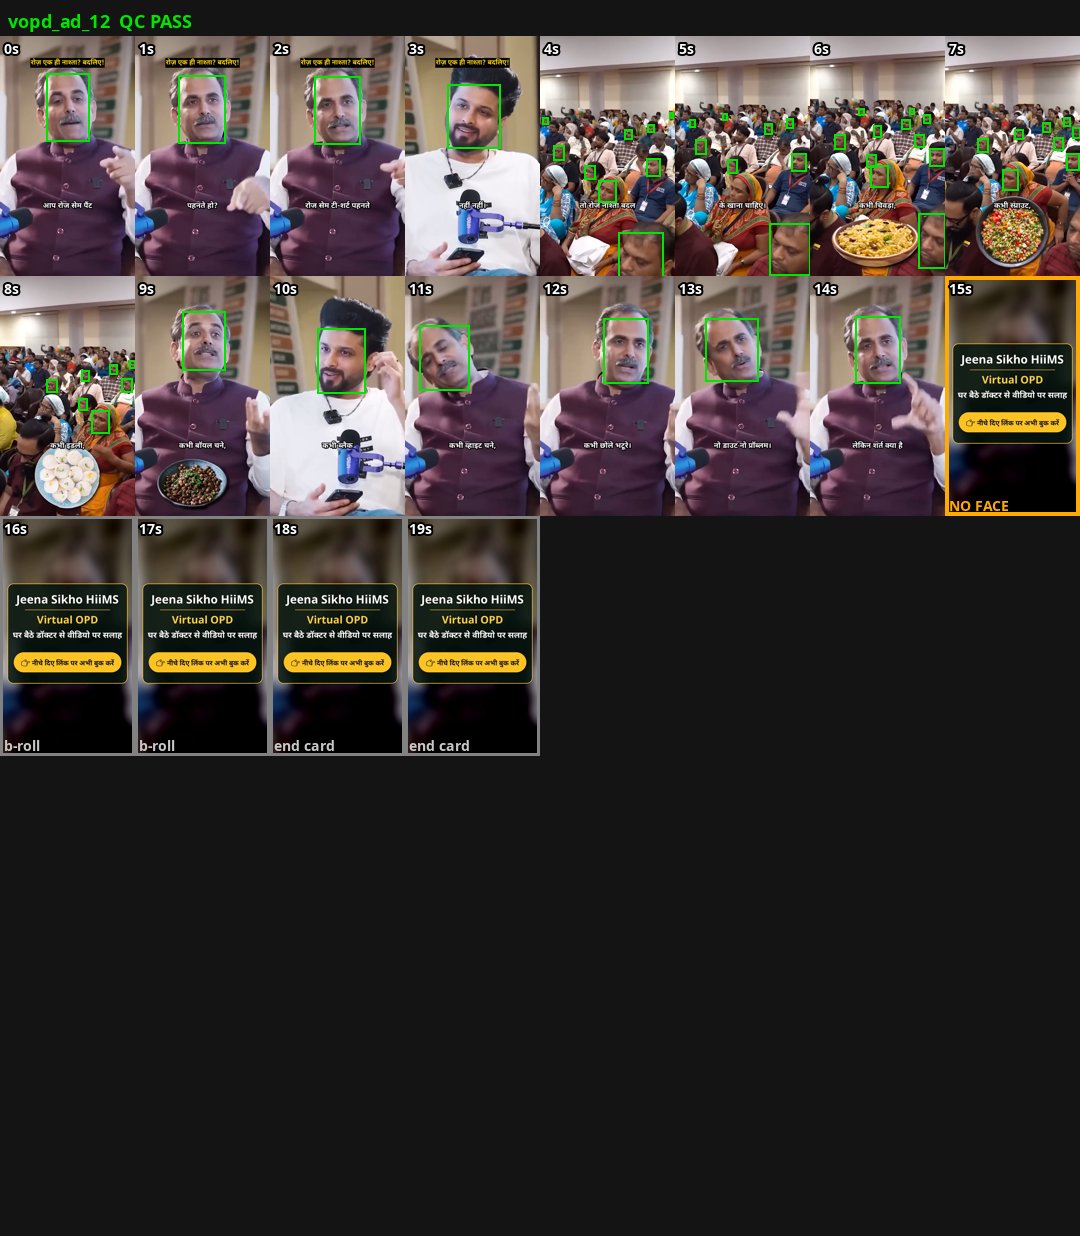 vopd_ad_12 QC PASS
0s
रोज़ एक ही नाश्ता? बदलिए!
आप रोज सेम पैंट
1s
रोज़ एक ही नाश्ता? बदलिए!
पहनते हो?
2s
रोज़ एक ही नाश्ता? बदलिए!
रोज सेम टी-शर्ट पहनते
3s
रोज़ एक ही नाश्ता? बदलिए!
नहीं नहीं।
4s
तो रोज नाश्ता बदल
5s
के खाना चाहिए।
6s
कभी चिवड़ा,
7s
कभी स्प्राउट,
8s
कभी इडली,
9s
कभी बॉयल चने,
10s
कभी ब्लैक
11s
कभी व्हाइट चने,
12s
कभी छोले भटूरे।
13s
नो डाउट नो प्रॉब्लम।
14s
लेकिन शर्त क्या है
15s
Jeena Sikho HiiMS
Virtual OPD
घर बैठे डॉक्टर से वीडियो पर सलाह
नीचे दिए लिंक पर अभी बुक करें
NO FACE
16s
Jeena Sikho HiiMS
Virtual OPD
घर बैठे डॉक्टर से वीडियो पर सलाह
नीचे दिए लिंक पर अभी बुक करें
b-roll
17s
Jeena Sikho HiiMS
Virtual OPD
घर बैठे डॉक्टर से वीडियो पर सलाह
नीचे दिए लिंक पर अभी बुक करें
b-roll
18s
Jeena Sikho HiiMS
Virtual OPD
घर बैठे डॉक्टर से वीडियो पर सलाह
नीचे दिए लिंक पर अभी बुक करें
end card
19s
Jeena Sikho HiiMS
Virtual OPD
घर बैठे डॉक्टर से वीडियो पर सलाह
नीचे दिए लिंक पर अभी बुक करें
end card